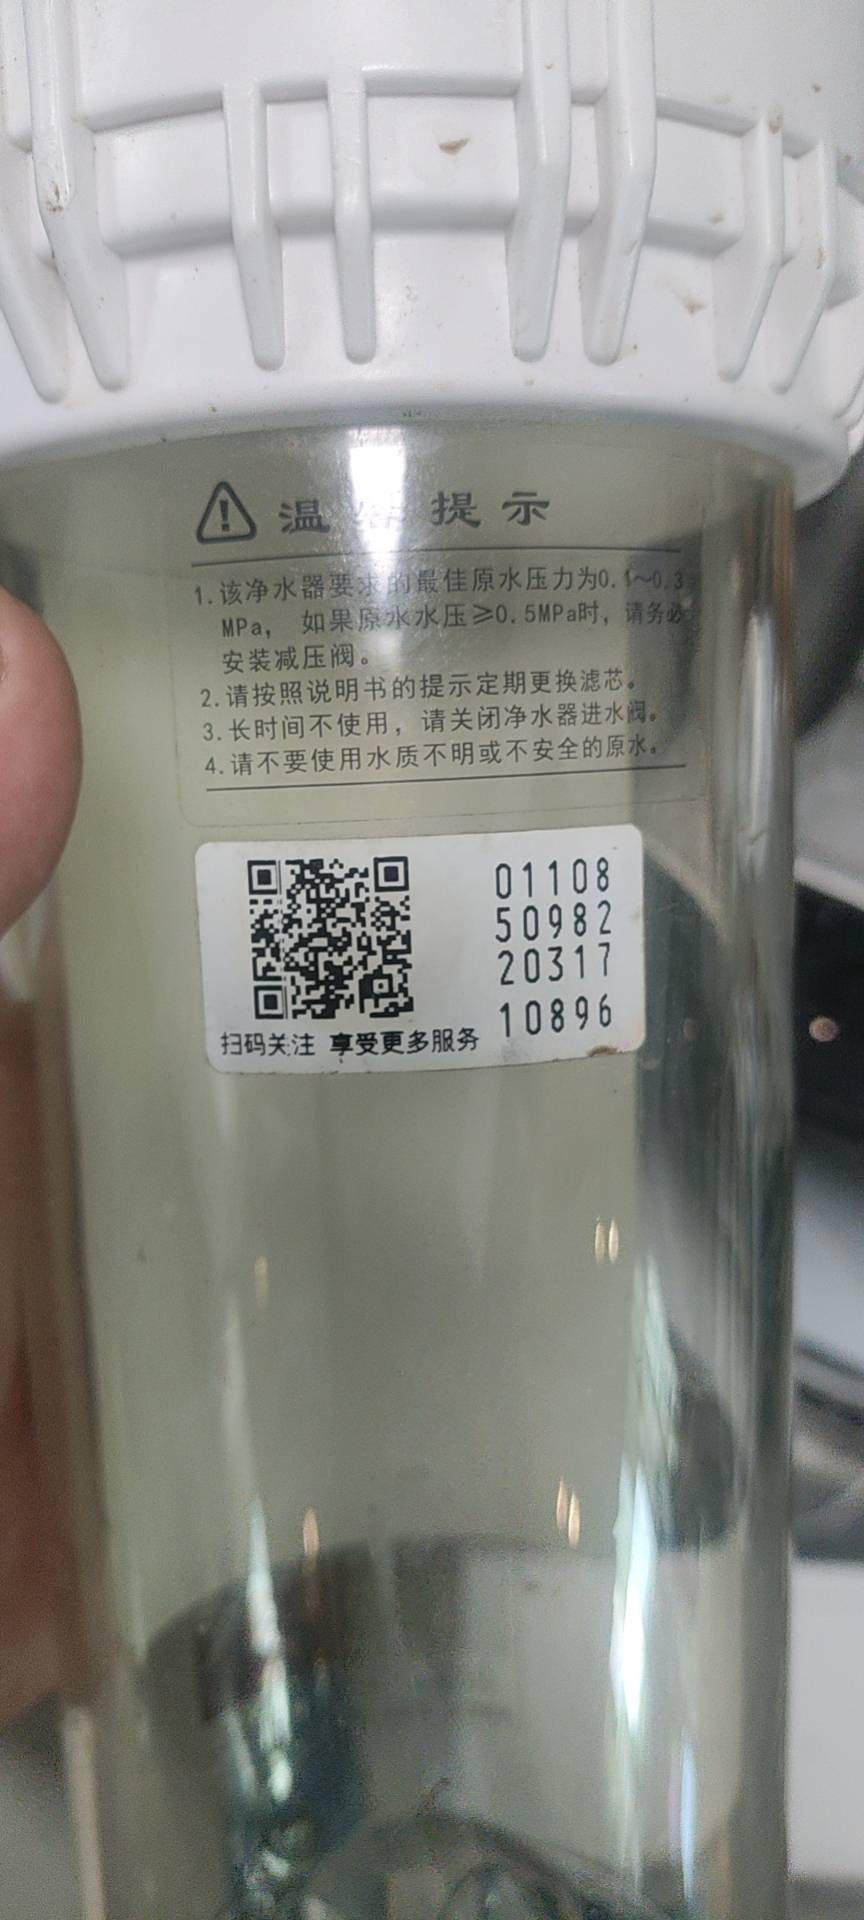 温馨提示
1.该净水器要求的最佳原水压力为0.1~0.3
MPa， 如果原水水压≥0.5MPa时，请务必
安装减压阀。
2.请按照说明书的提示定期更换滤芯。
3.长时间不使用，请关闭净水器进水阀。
4.请不要使用水质不明或不安全的原水。
01108
50982
20317
10896
扫码关注 享受更多服务